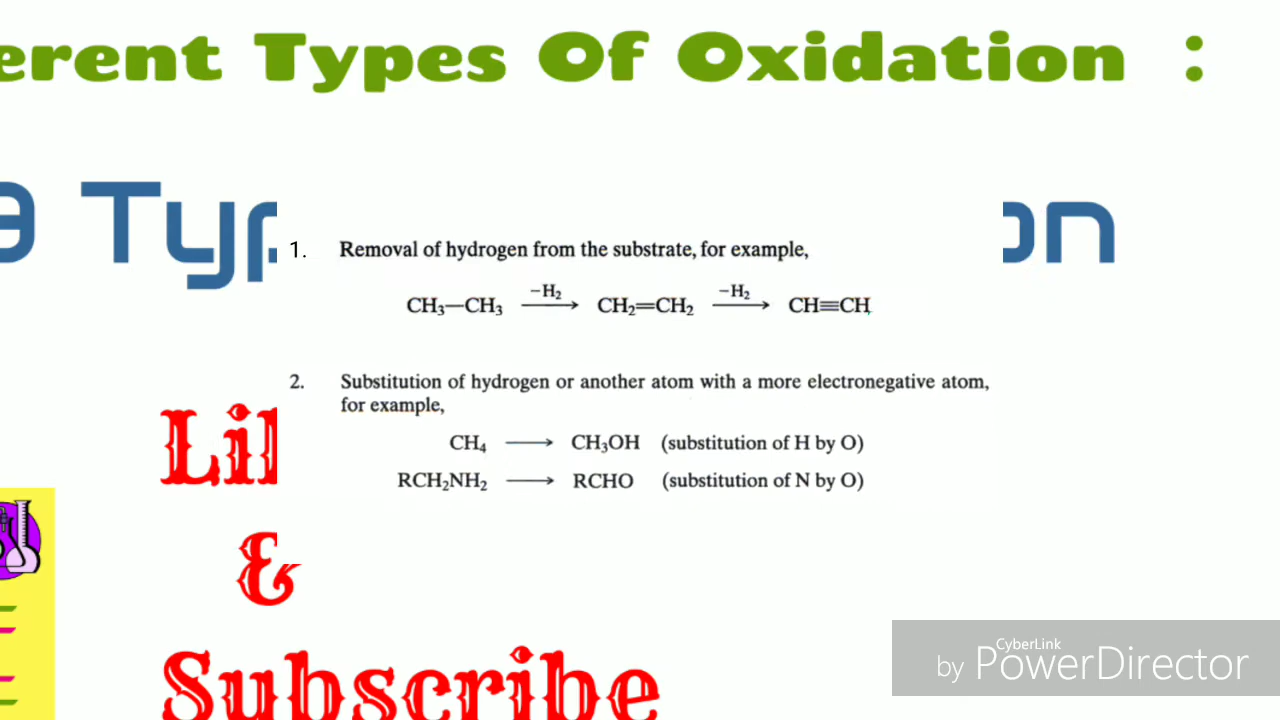 erent Types Of Oxidation :
Typ on
1. Removal of hydrogen from the substrate, for example,
−H₂ −H₂
CH₃—CH₃ ⟶ CH₂=CH₂ ⟶ CH≡CH
2. Substitution of hydrogen or another atom with a more electronegative atom,
for example,
CH₄ ⟶ CH₃OH (substitution of H by O)
RCH₂NH₂ ⟶ RCHO (substitution of N by O)
&
Subscribe
CyberLink
by PowerDirector